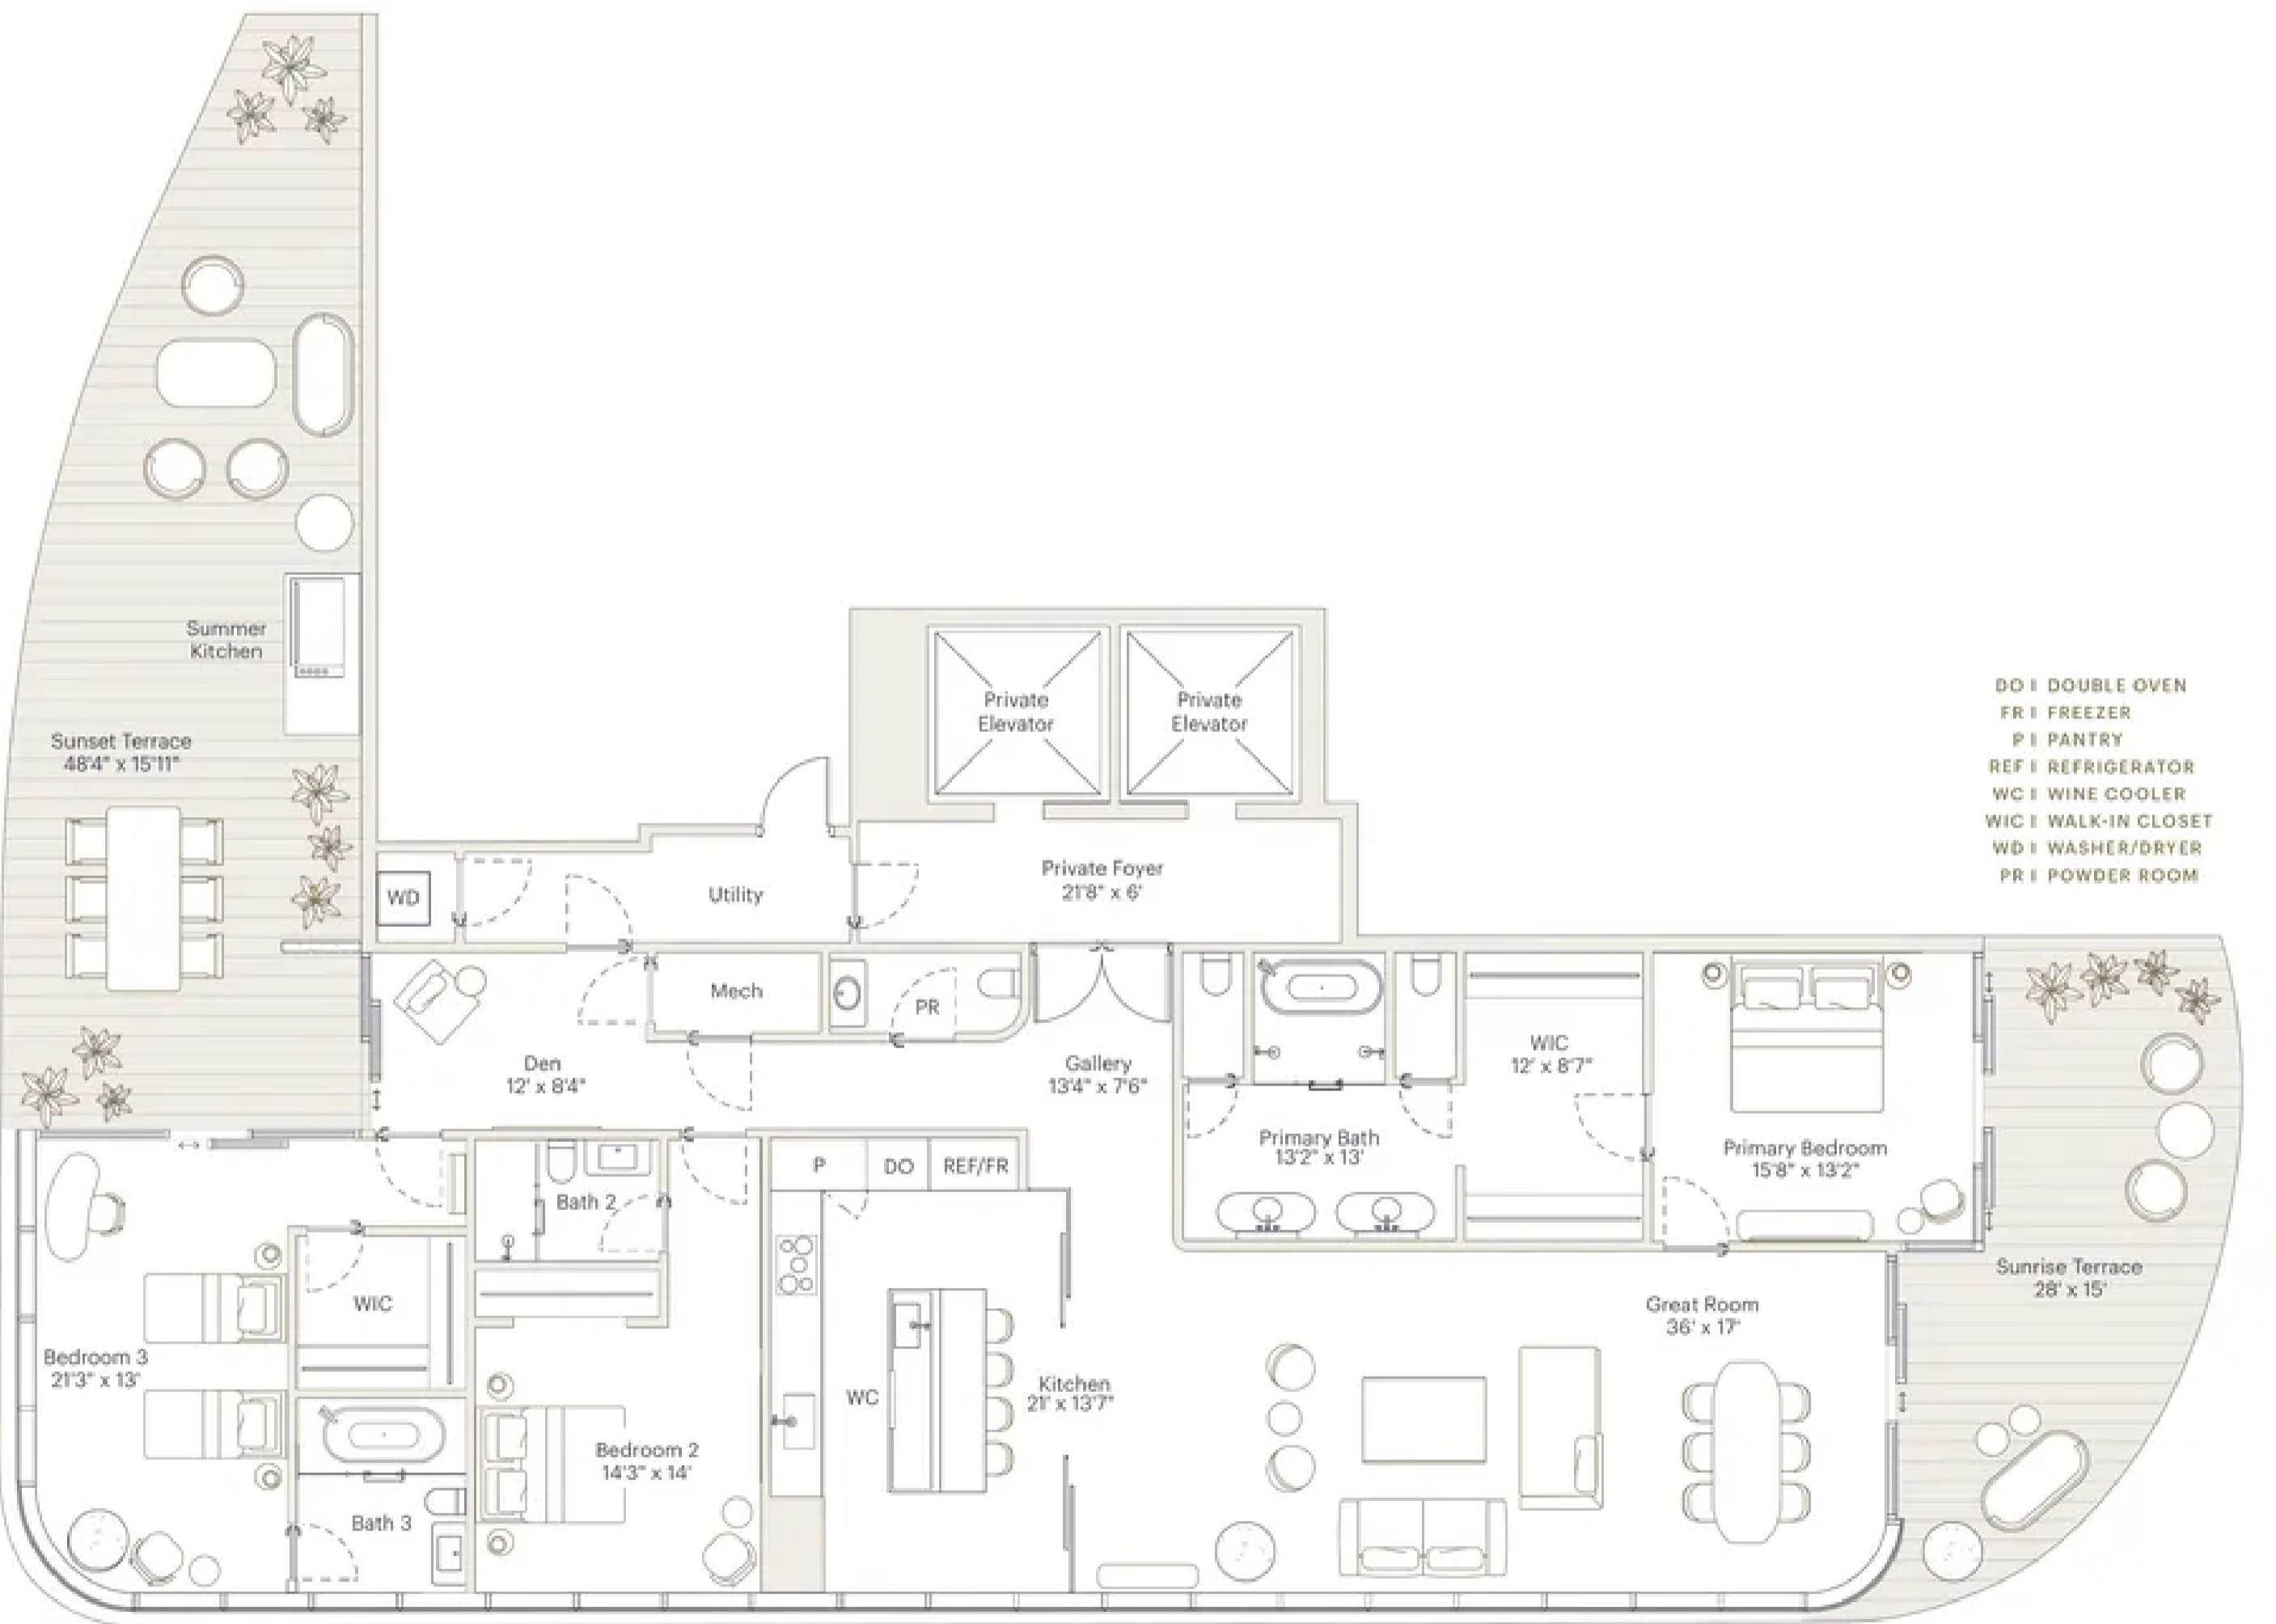 Summer
Kitchen
Sunset Terrace
48'4" x 15'11"
Private
Elevator
Private
Elevator
DO | DOUBLE OVEN
FR | FREEZER
P | PANTRY
REF | REFRIGERATOR
WC | WINE COOLER
WIC | WALK-IN CLOSET
WD | WASHER/DRYER
PR | POWDER ROOM
Private Foyer
21'8" x 6'
WD
Utility
Mech
PR
Den
12' x 8'4"
Gallery
13'4" x 7'6"
WIC
12' x 8'7"
Primary Bath
13'2" x 13'
Primary Bedroom
15'8" x 13'2"
P
DO
REF/FR
Bath 2
Sunrise Terrace
28' x 15'
WIC
Great Room
36' x 17'
Bedroom 3
21'3" x 13'
WC
Kitchen
21' x 13'7"
Bedroom 2
14'3" x 14'
Bath 3